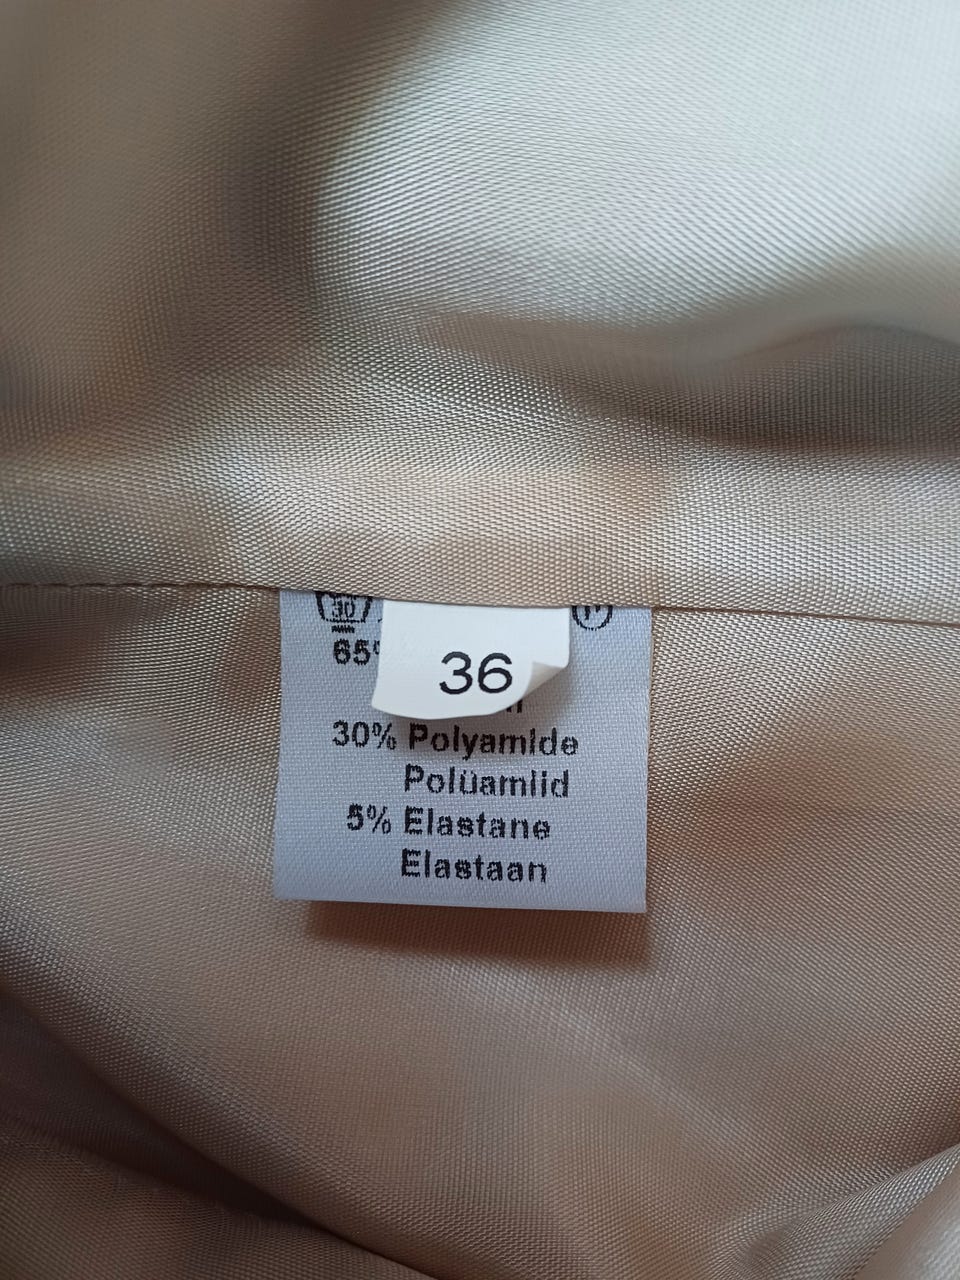 30
P
65%
36
30% Polyamide
Polüamiid
5% Elastane
Elastaan